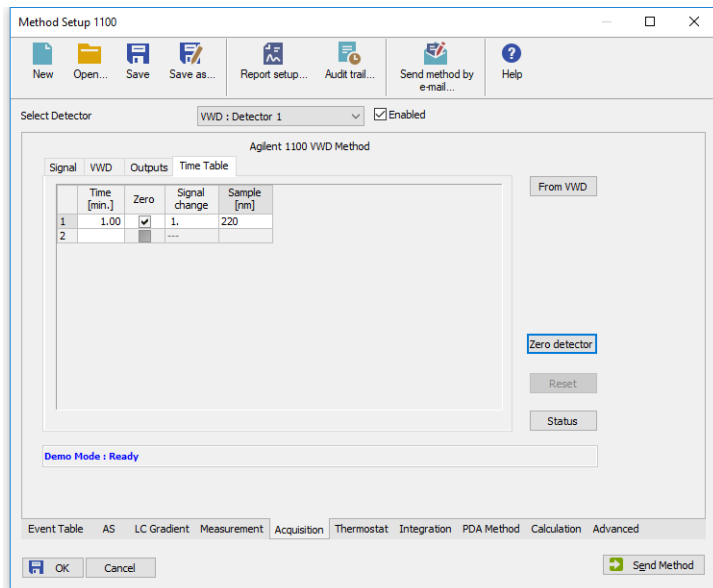 Method Setup 1100
New Open... Save Save as... Report setup... Audit trail... Send method by e-mail... Help
Select Detector VWD : Detector 1 Enabled
Agilent 1100 VWD Method
Signal VWD Outputs Time Table
From VWD
Time [min.] Zero Signal change Sample [nm]
1 1.00 1. 220
2 ---
Zero detector
Reset
Status
Demo Mode : Ready
Event Table AS LC Gradient Measurement Acquisition Thermostat Integration PDA Method Calculation Advanced
OK Cancel Send Method